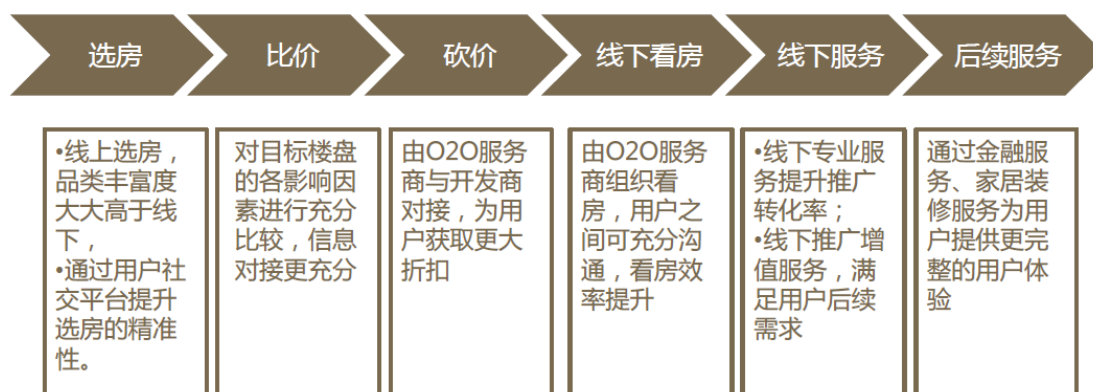 选房
比价
砍价
线下看房
线下服务
后续服务
•线上选房，
品类丰富度
大大高于线
下，
•通过用户社
交平台提升
选房的精准
性。
对目标楼盘
的各影响因
素进行充分
比较，信息
对接更充分
由O2O服务
商与开发商
对接，为用
户获取更大
折扣
由O2O服务
商组织看
房，用户之
间可充分沟
通，看房效
率提升
•线下专业服
务提升推广
转化率；
•线下推广增
值服务，满
足用户后续
需求
通过金融服
务、家居装
修服务为用
户提供更完
整的用户体
验